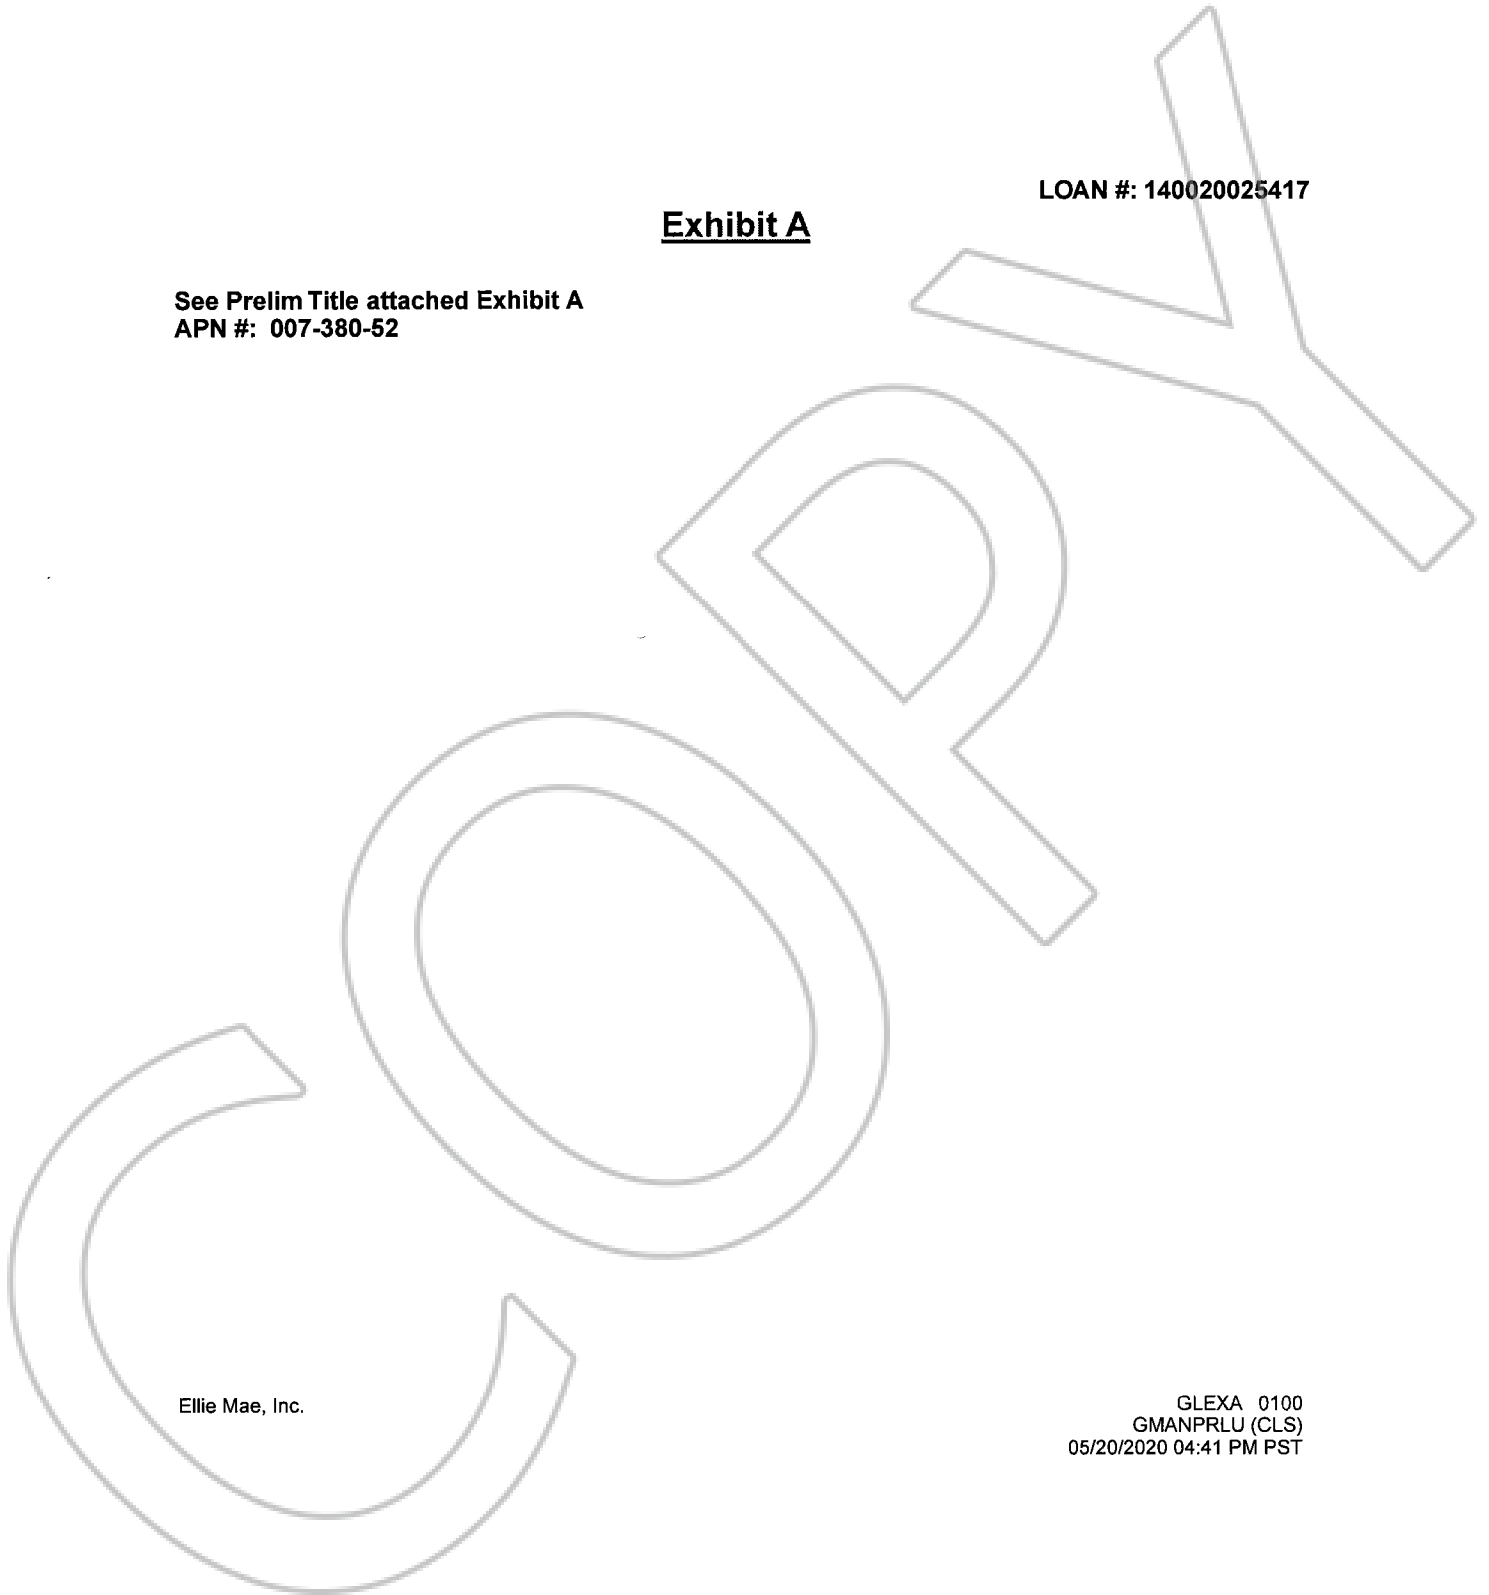 LOAN #: 140020025417
Exhibit A
See Prelim Title attached Exhibit A
APN #: 007-380-52
COPY
Ellie Mae, Inc.
GLEXA 0100
GMANPRLU (CLS)
05/20/2020 04:41 PM PST